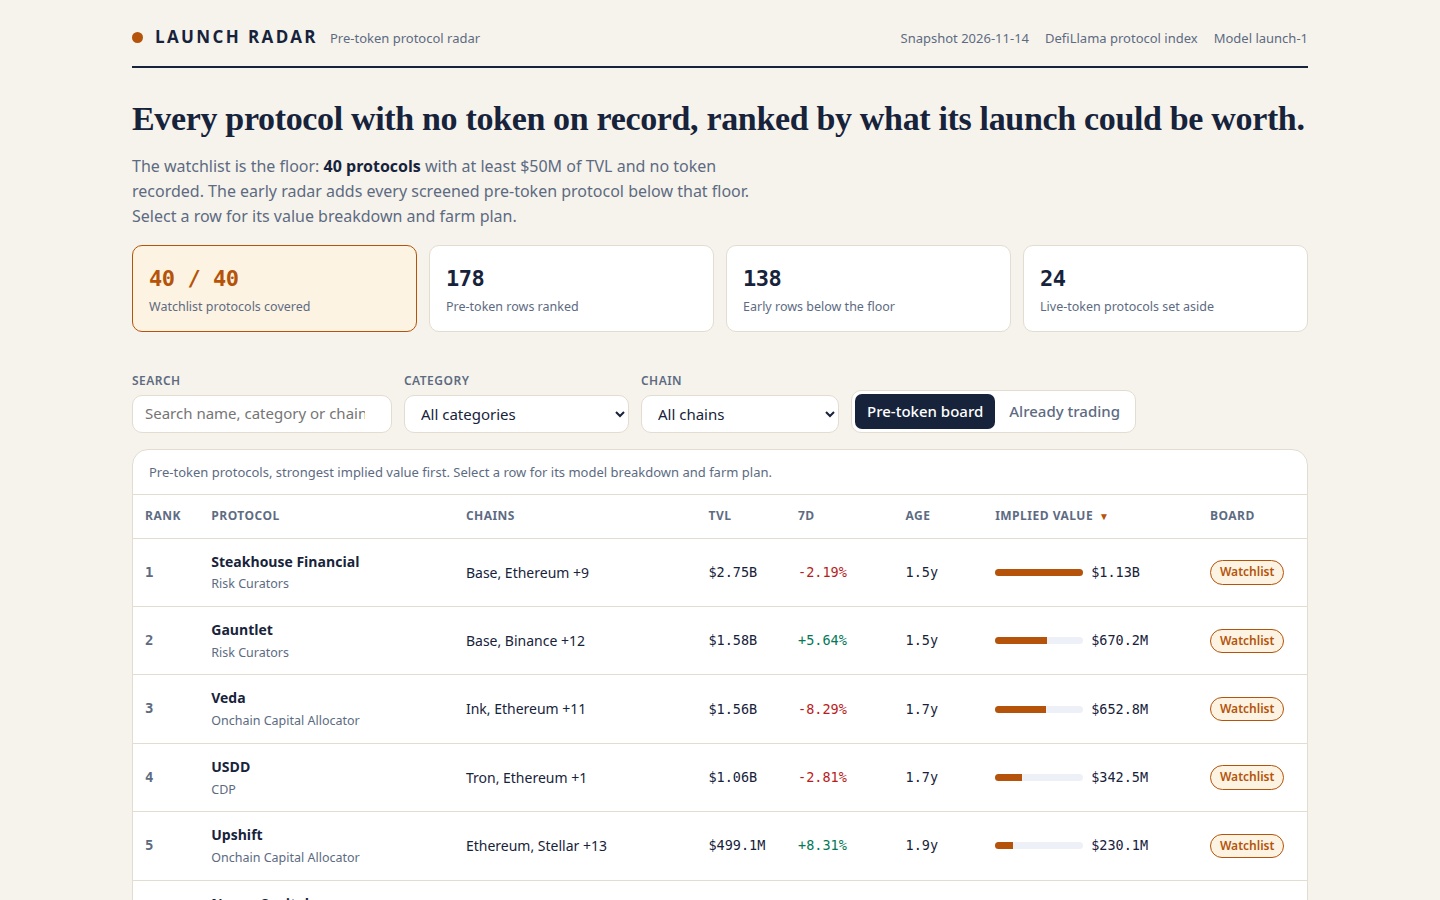 LAUNCH RADAR Pre-token protocol radar Snapshot 2026-11-14 DefiLlama protocol index Model launch-1
Every protocol with no token on record, ranked by what its launch could be worth.
The watchlist is the floor: 40 protocols with at least $50M of TVL and no token
recorded. The early radar adds every screened pre-token protocol below that floor.
Select a row for its value breakdown and farm plan.
40 / 40
Watchlist protocols covered
178
Pre-token rows ranked
138
Early rows below the floor
24
Live-token protocols set aside
SEARCH
Search name, category or chain
CATEGORY
All categories
CHAIN
All chains
Pre-token board Already trading
Pre-token protocols, strongest implied value first. Select a row for its model breakdown and farm plan.
RANK PROTOCOL CHAINS TVL 7D AGE IMPLIED VALUE ▼ BOARD
1 Steakhouse Financial Base, Ethereum +9 $2.75B -2.19% 1.5y $1.13B Watchlist
Risk Curators
2 Gauntlet Base, Binance +12 $1.58B +5.64% 1.5y $670.2M Watchlist
Risk Curators
3 Veda Ink, Ethereum +11 $1.56B -8.29% 1.7y $652.8M Watchlist
Onchain Capital Allocator
4 USDD Tron, Ethereum +1 $1.06B -2.81% 1.7y $342.5M Watchlist
CDP
5 Upshift Ethereum, Stellar +13 $499.1M +8.31% 1.9y $230.1M Watchlist
Onchain Capital Allocator